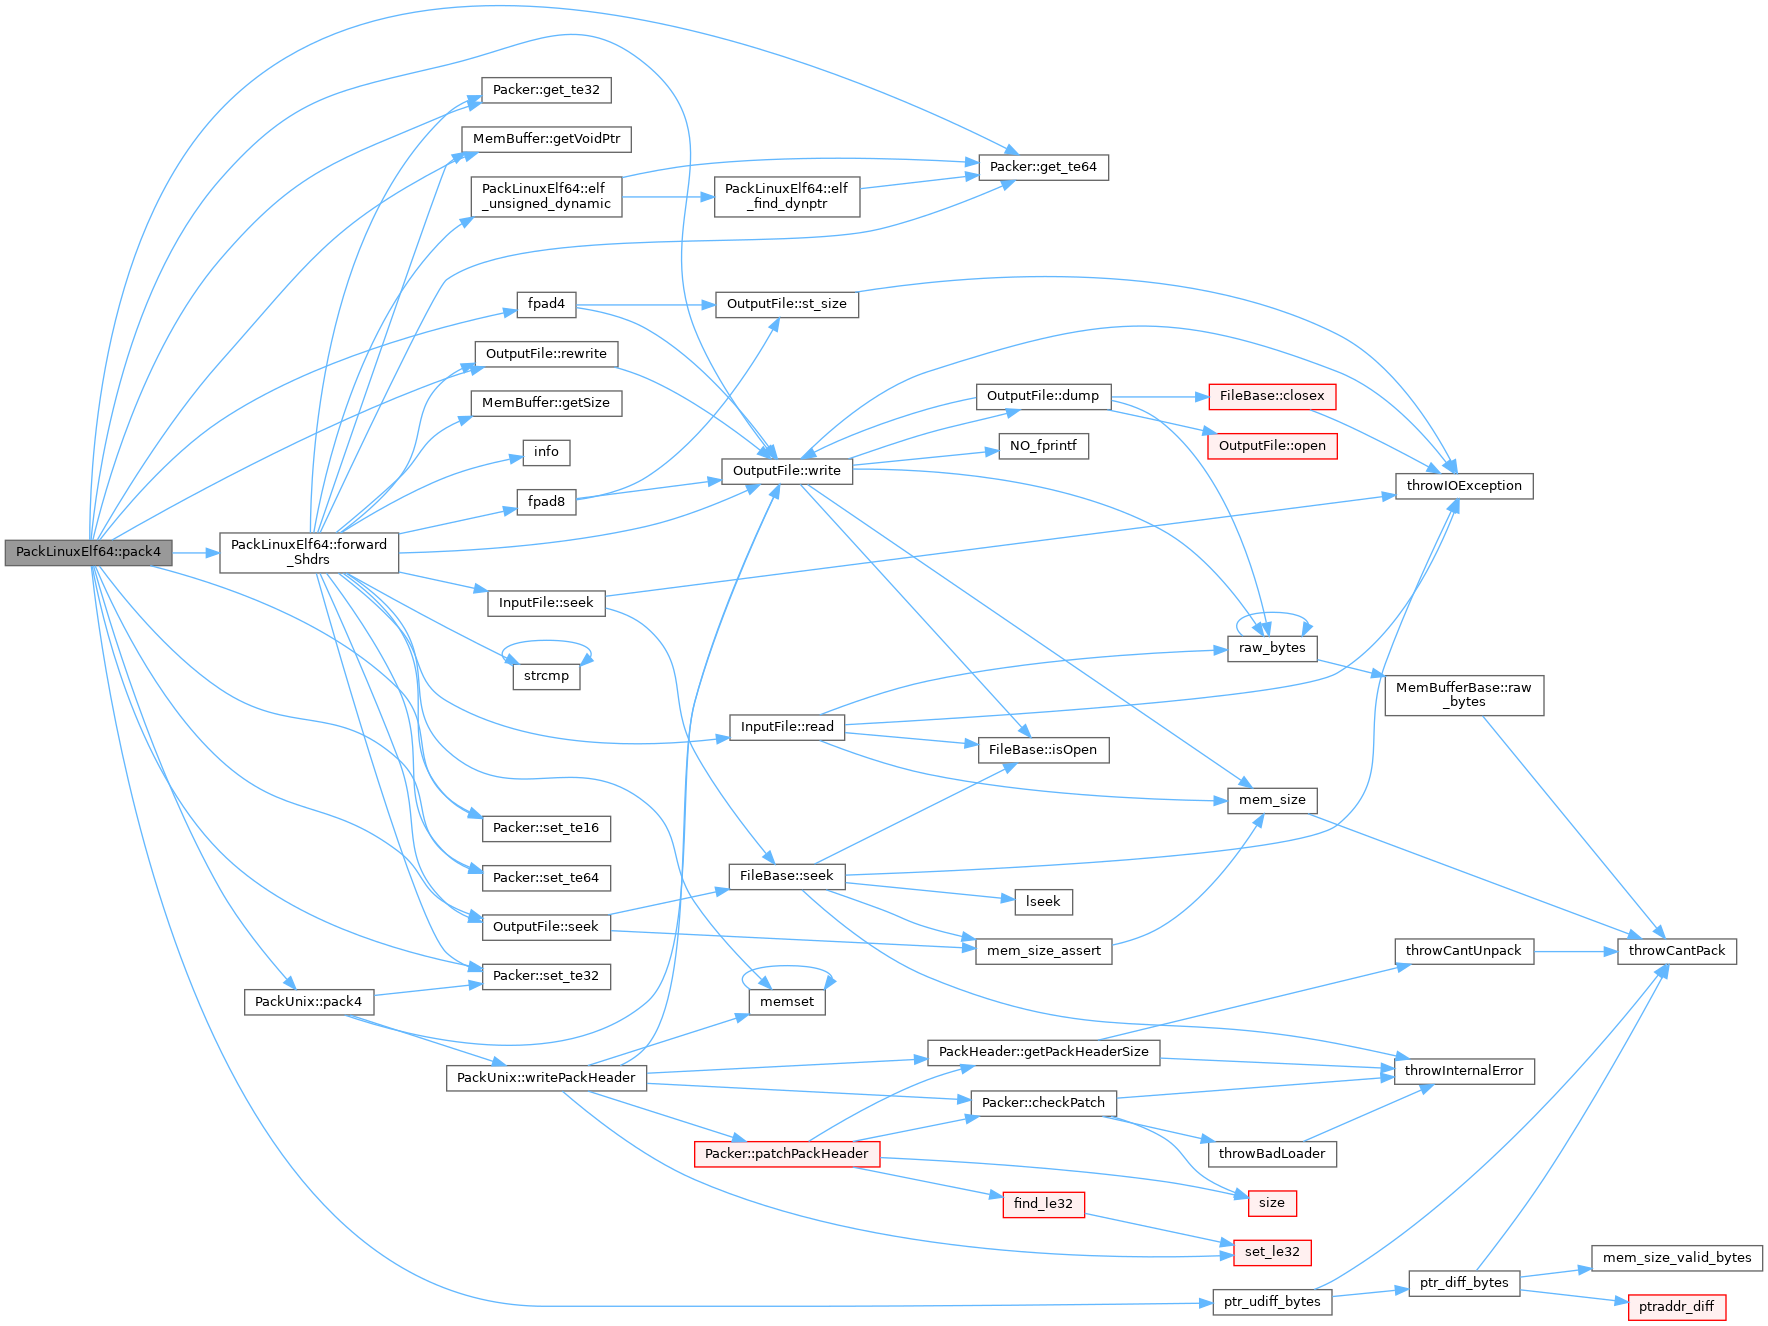 PackLinuxElf64::pack4
PackLinuxElf64::forward
_Shdrs
PackUnix::pack4
Packer::get_te32
MemBuffer::getVoidPtr
PackLinuxElf64::elf
_unsigned_dynamic
fpad4
OutputFile::rewrite
MemBuffer::getSize
info
fpad8
InputFile::seek
strcmp
Packer::set_te16
Packer::set_te64
OutputFile::seek
Packer::set_te32
PackUnix::writePackHeader
PackLinuxElf64::elf
_find_dynptr
OutputFile::st_size
OutputFile::write
InputFile::read
FileBase::seek
memset
Packer::patchPackHeader
Packer::get_te64
OutputFile::dump
NO_fprintf
FileBase::isOpen
lseek
mem_size_assert
PackHeader::getPackHeaderSize
Packer::checkPatch
find_le32
FileBase::closex
OutputFile::open
raw_bytes
mem_size
throwBadLoader
size
set_le32
ptr_udiff_bytes
throwIOException
MemBufferBase::raw
_bytes
throwCantUnpack
throwInternalError
ptr_diff_bytes
throwCantPack
mem_size_valid_bytes
ptraddr_diff